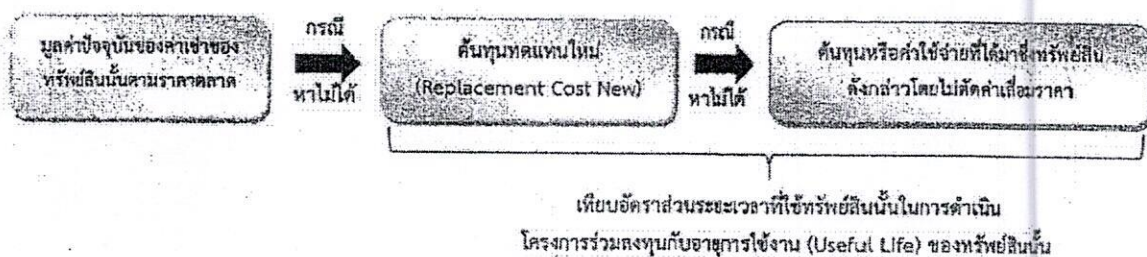 มูลค่าปัจจุบันของค่าเช่าของ
ทรัพย์สินนั้นตามราคาตลาด
กรณี
หาไม่ได้
ต้นทุนทดแทนใหม่
(Replacement Cost New)
กรณี
หาไม่ได้
ต้นทุนหรือค่าใช้จ่ายที่ได้มาซึ่งทรัพย์สิน
ดังกล่าวโดยไม่ตัดค่าเสื่อมราคา
เทียบอัตราส่วนระยะเวลาที่ใช้ทรัพย์สินนั้นในการดำเนิน
โครงการร่วมลงทุนกับอายุการใช้งาน (Useful Life) ของทรัพย์สินนั้น